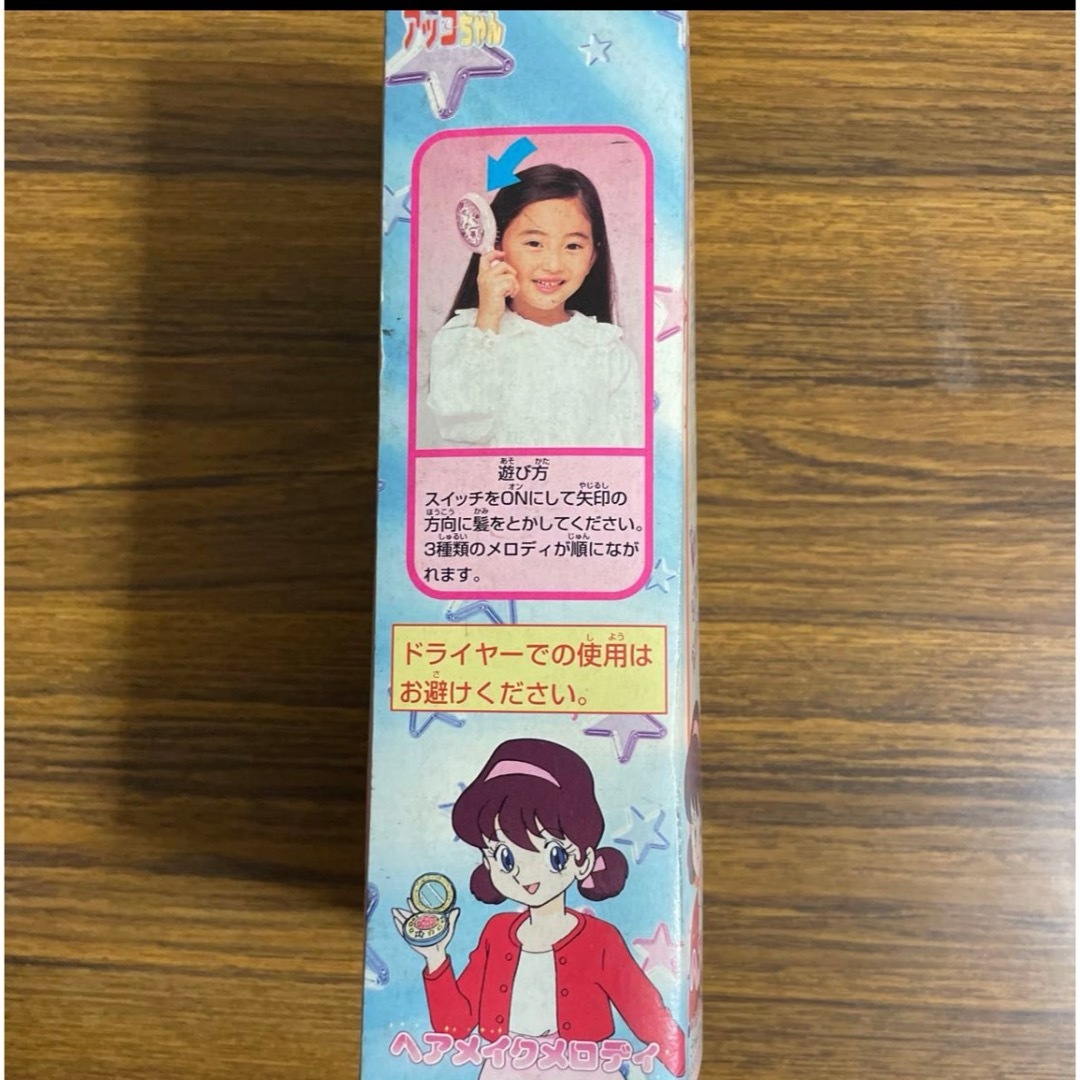 アッコちゃん
遊び方
スイッチをONにして矢印の
方向に髪をとかしてください。
3種類のメロディが順になが
れます。
ドライヤーでの使用は
お避けください。
ヘアメイクメロディ